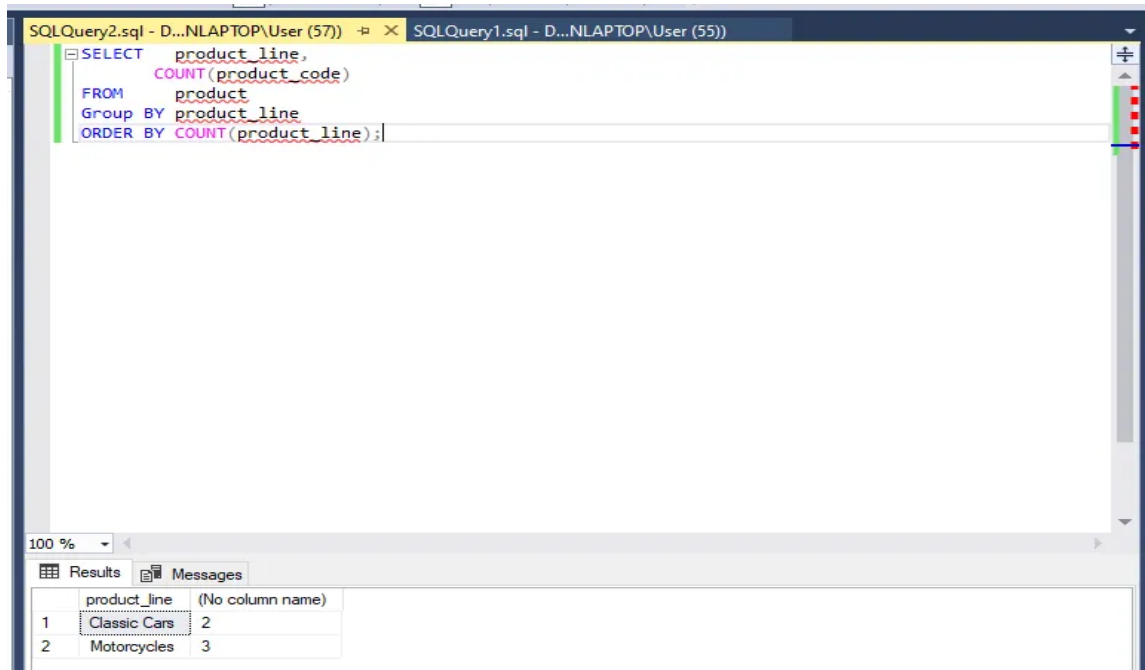 SQLQuery2.sql - D...NLAPTOP\User (57)) SQLQuery1.sql - D...NLAPTOP\User (55))
SELECT product_line,
COUNT(product_code)
FROM product
Group BY product_line
ORDER BY COUNT(product_line);
100 %
Results Messages
product_line (No column name)
1 Classic Cars 2
2 Motorcycles 3